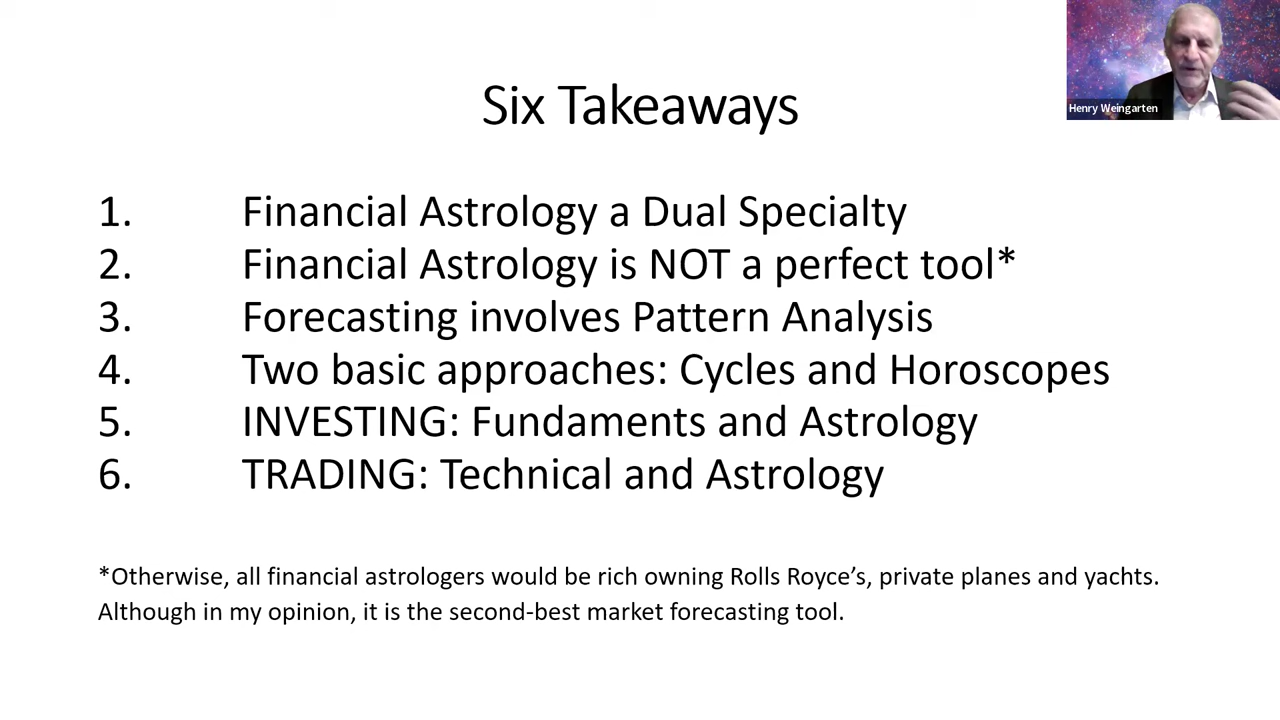 Henry Weingarten
Six Takeaways
1. Financial Astrology a Dual Specialty
2. Financial Astrology is NOT a perfect tool*
3. Forecasting involves Pattern Analysis
4. Two basic approaches: Cycles and Horoscopes
5. INVESTING: Fundaments and Astrology
6. TRADING: Technical and Astrology
*Otherwise, all financial astrologers would be rich owning Rolls Royce’s, private planes and yachts.
Although in my opinion, it is the second-best market forecasting tool.